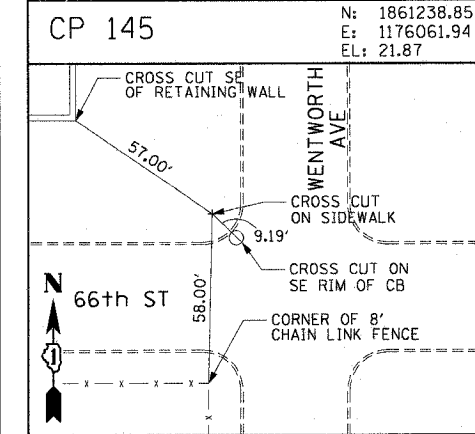 CP 145
N: 1861238.85
E: 1176061.94
EL: 21.87
CROSS CUT SE
OF RETAINING WALL
WENTWORTH
AVE
57.00'
CROSS CUT
ON SIDEWALK
9.19'
CROSS CUT ON
SE RIM OF CB
N
66th ST
58.00'
1
CORNER OF 8'
CHAIN LINK FENCE
x x x x
x